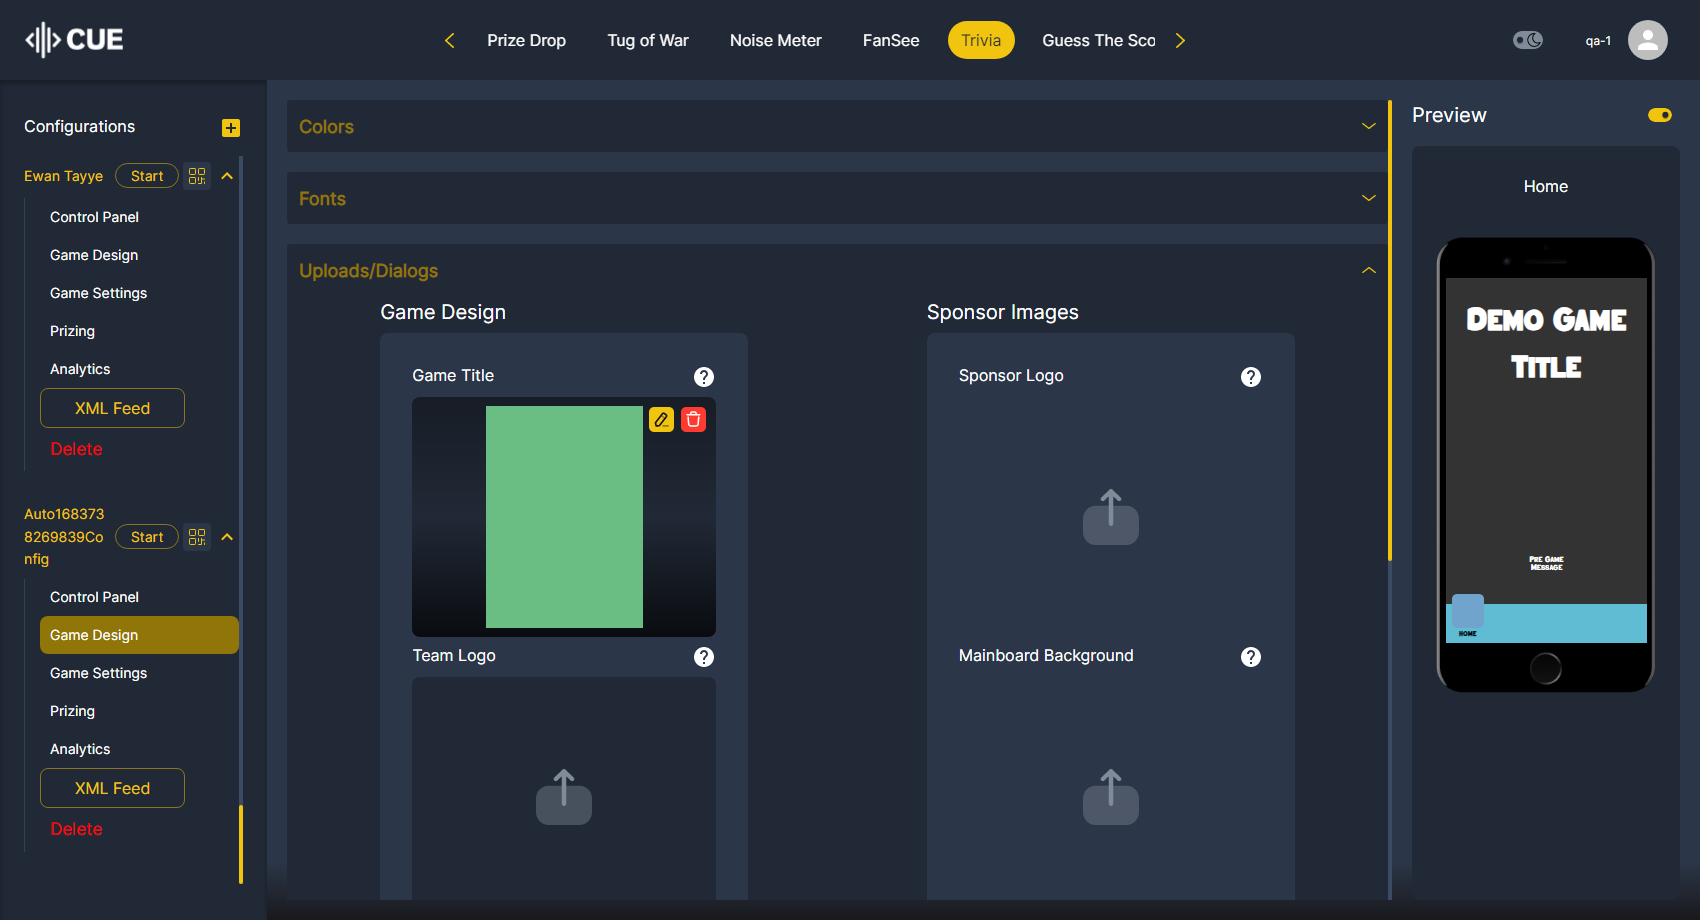 CUE
Prize Drop
Tug of War
Noise Meter
FanSee
Trivia
Guess The Sco
qa-1
Configurations
Ewan Tayye
Start
Control Panel
Game Design
Game Settings
Prizing
Analytics
XML Feed
Delete
Auto168373
8269839Co
nfig
Start
Control Panel
Game Design
Game Settings
Prizing
Analytics
XML Feed
Delete
Colors
Fonts
Uploads/Dialogs
Game Design
Game Title
?
Team Logo
?
Sponsor Images
Sponsor Logo
?
Mainboard Background
?
Preview
Home
Demo Game
Title
Pre Game
Message
HOME